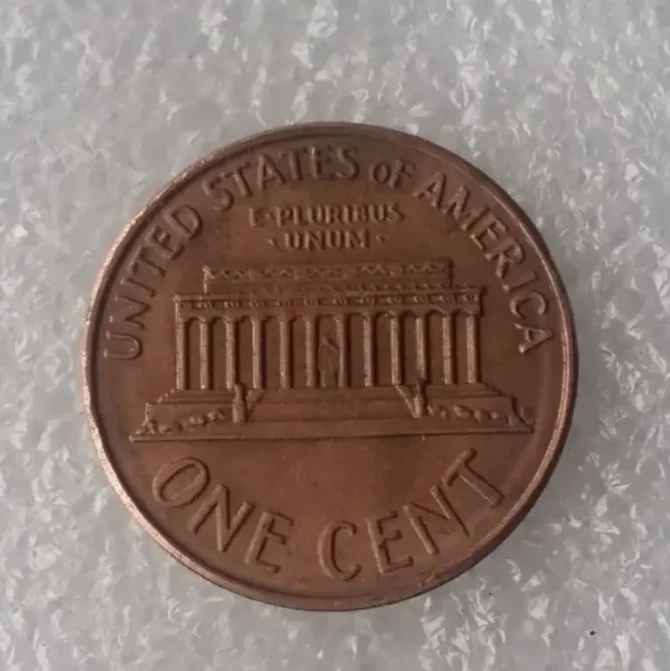 UNITED STATES OF AMERICA
E·PLURIBUS
·UNUM·
ONE CENT